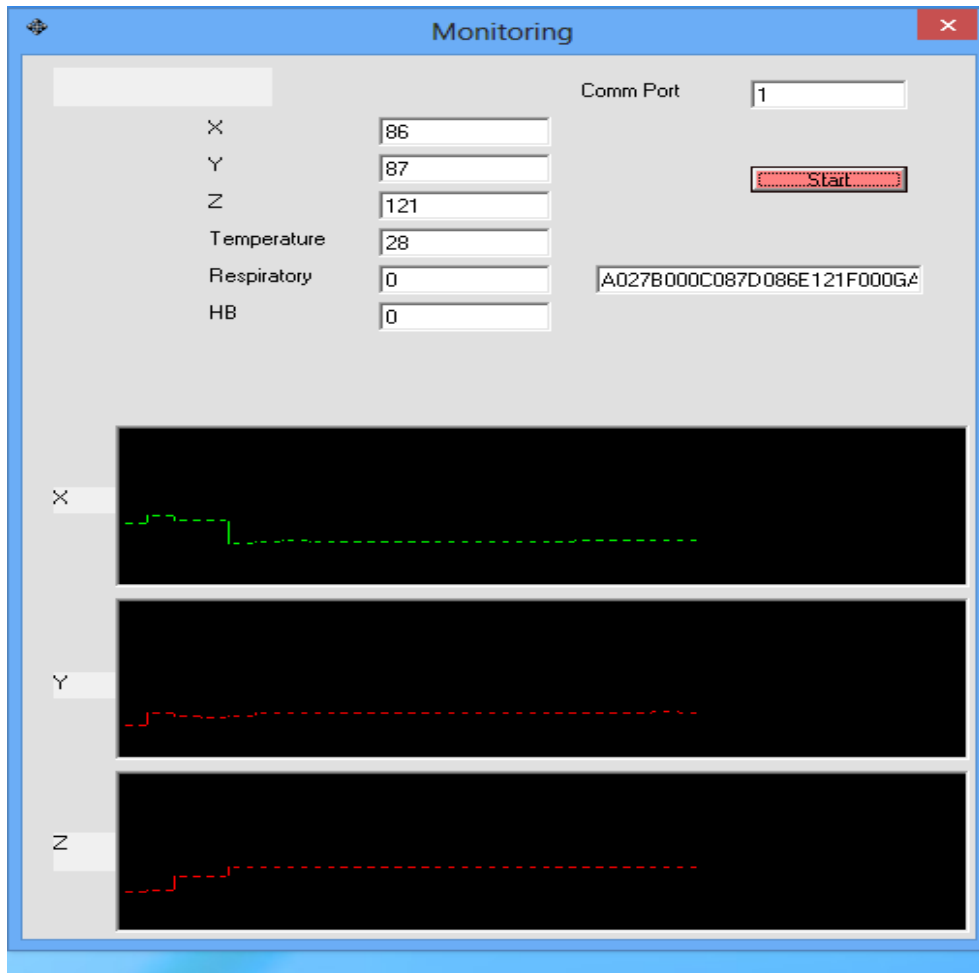 Monitoring
Comm Port 1
X 86
Y 87
Start
Z 121
Temperature 28
Respiratory 0 A027B000C087D086E121F000GA
HB 0
X
Y
Z